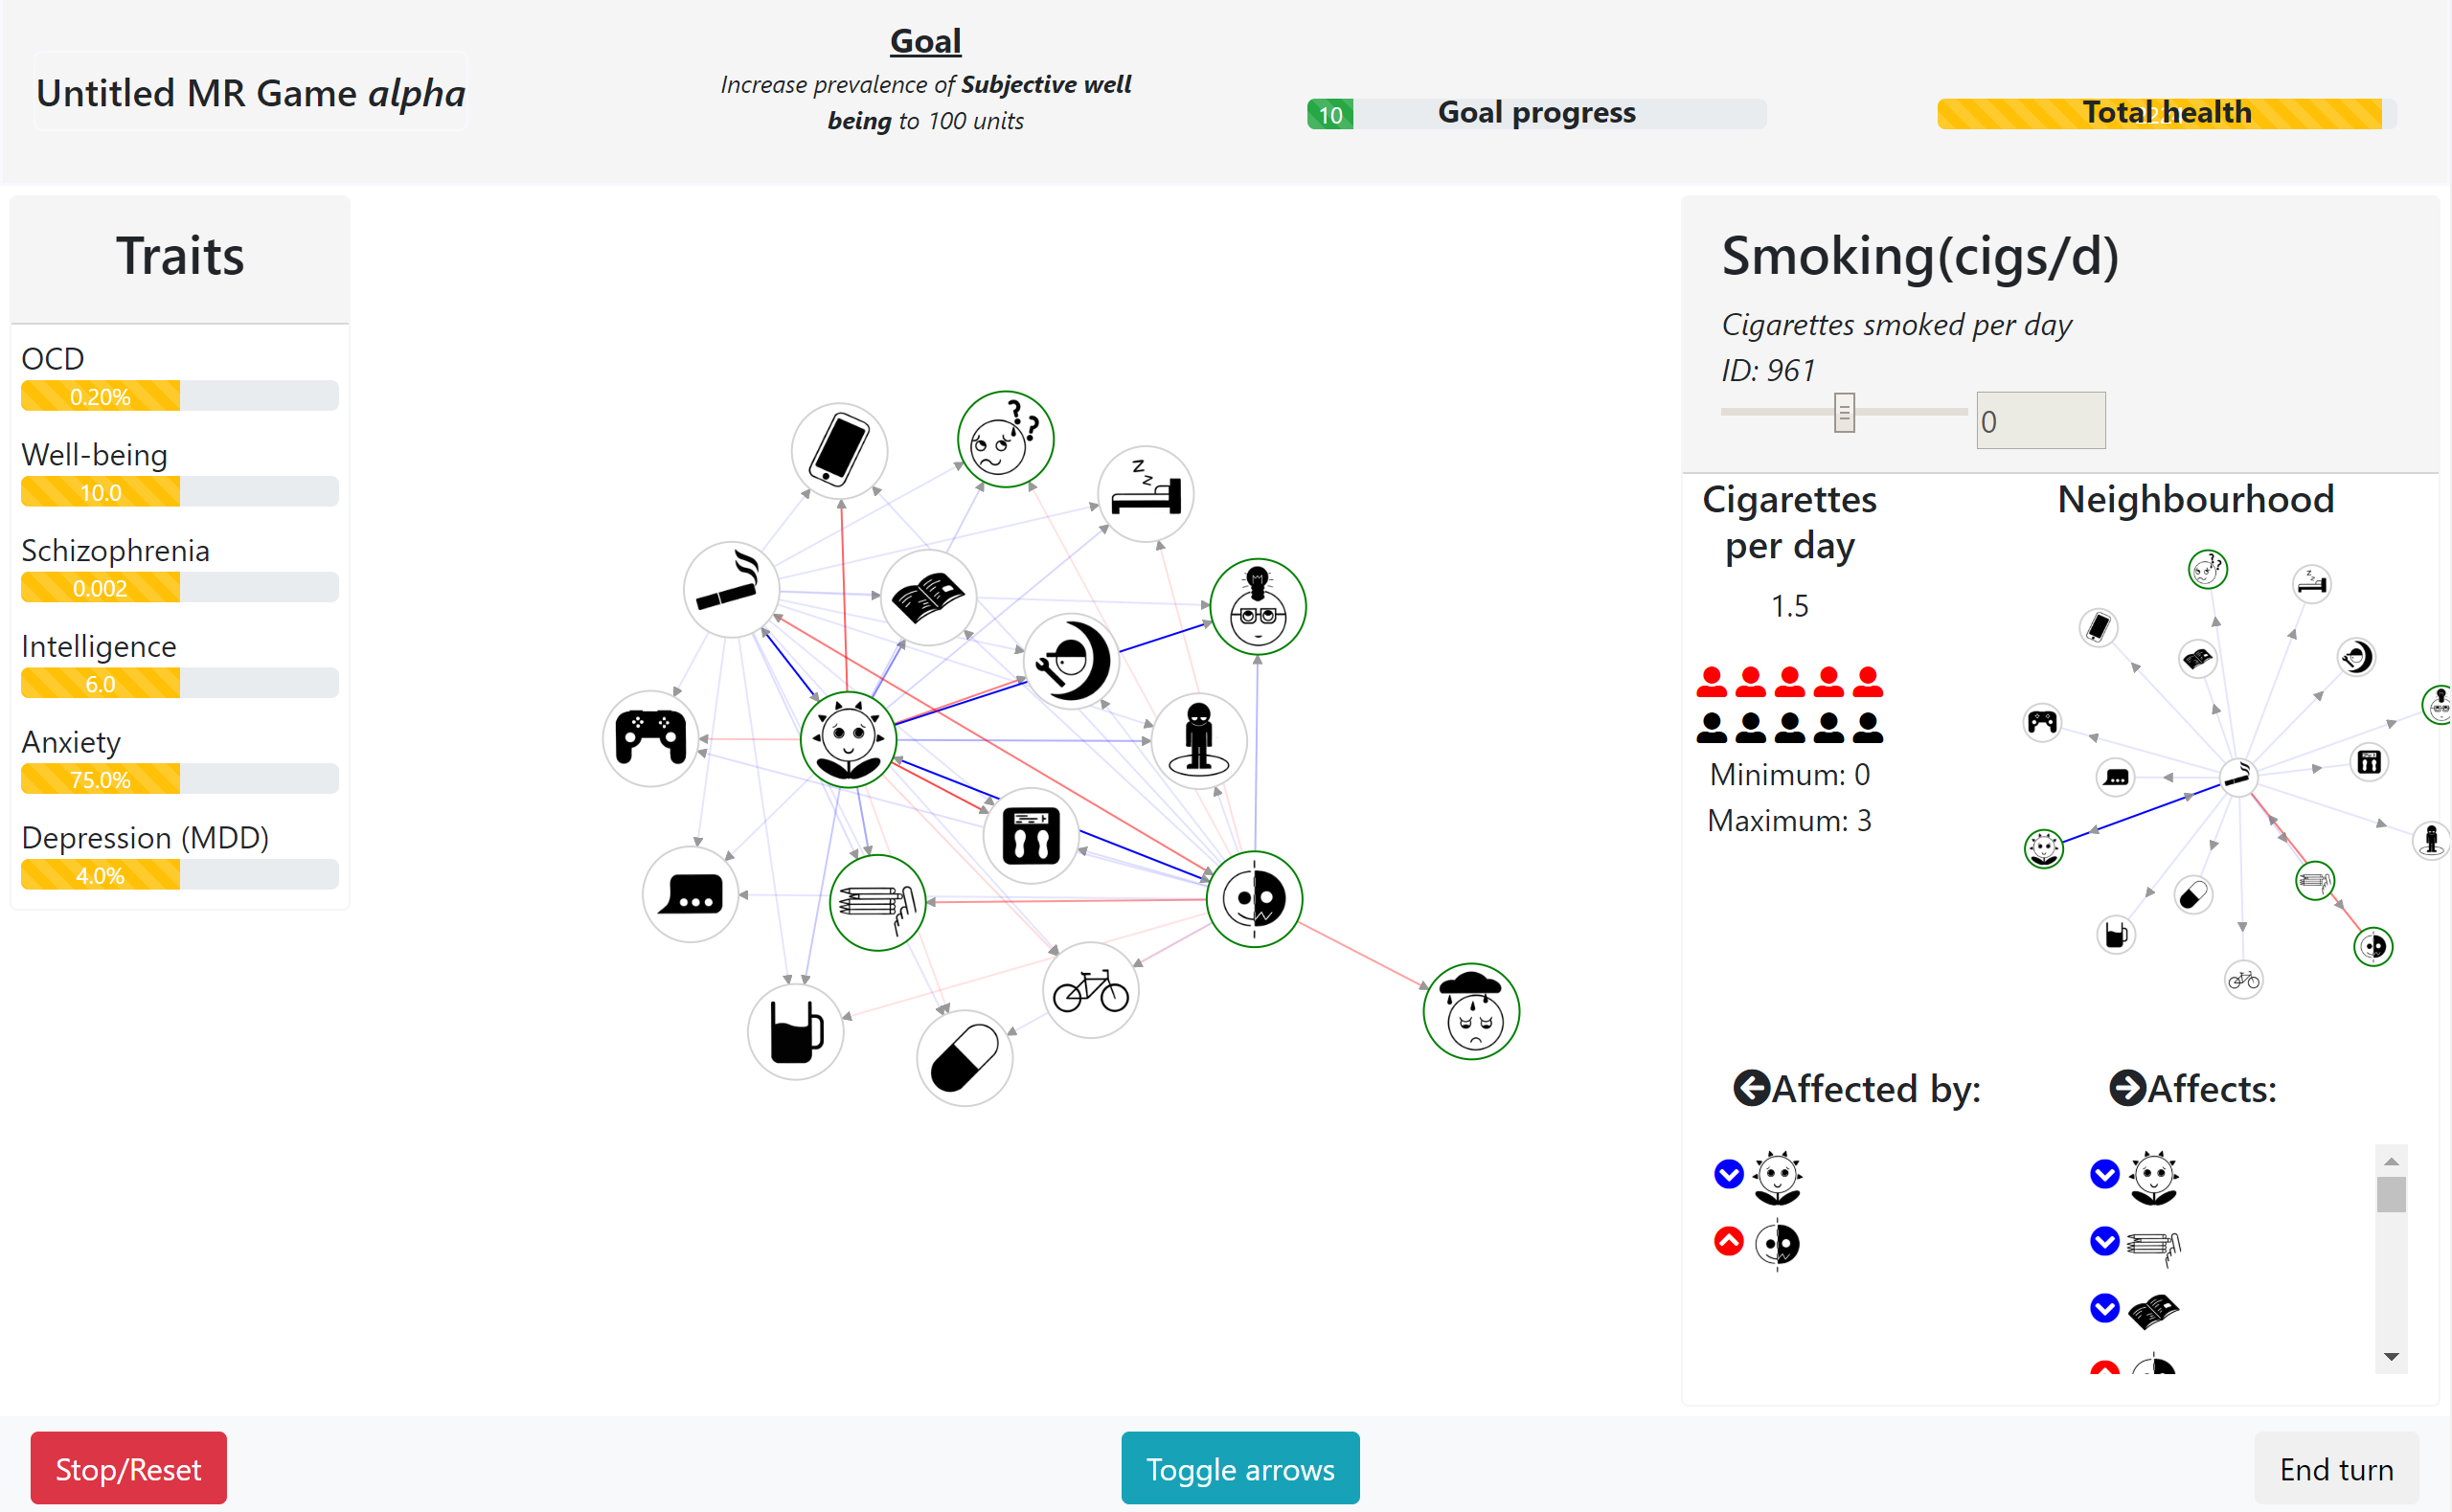 Untitled MR Game alpha
Goal
Increase prevalence of Subjective well
being to 100 units
10
Goal progress
Total health
Traits
OCD
0.20%
Well-being
10.0
Schizophrenia
0.002
Intelligence
6.0
Anxiety
75.0%
Depression (MDD)
4.0%
? ? ?
z z z
Smoking(cigs/d)
Cigarettes smoked per day
ID: 961
0
Cigarettes
per day
1.5
Minimum: 0
Maximum: 3
Neighbourhood
Affected by:
Affects:
Stop/Reset
Toggle arrows
End turn